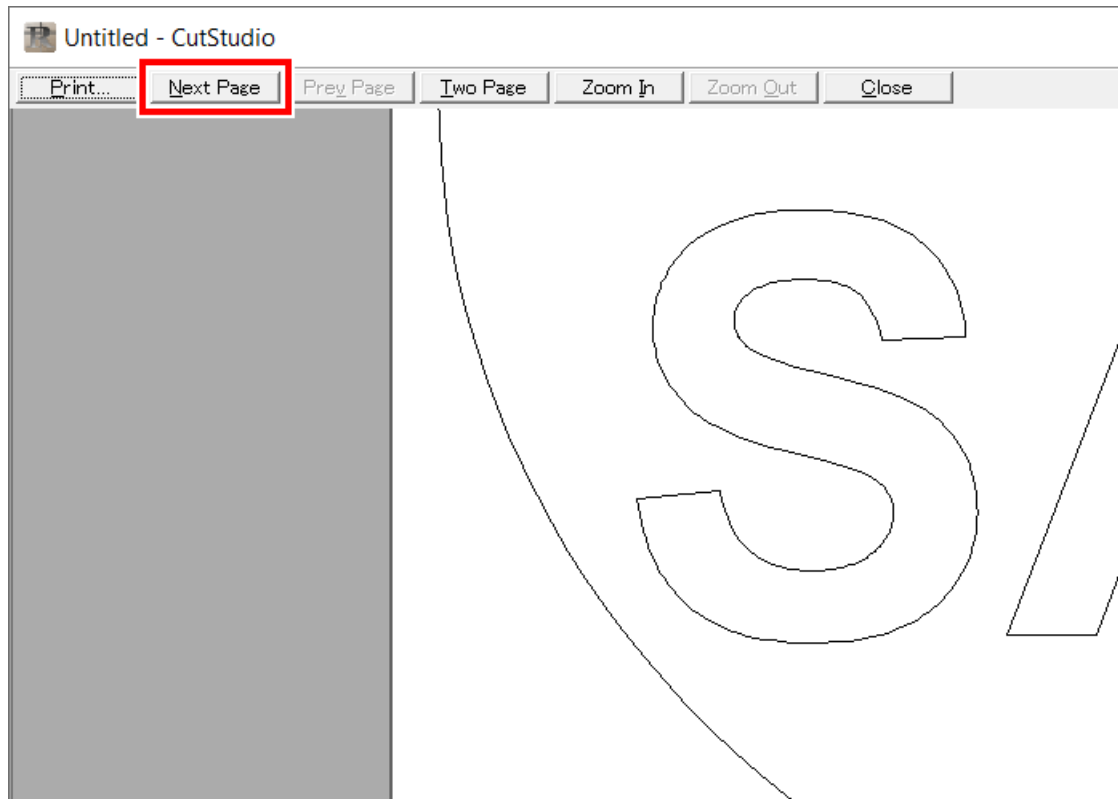 Untitled - CutStudio
Print... Next Page Prev Page Two Page Zoom In Zoom Out Close
S